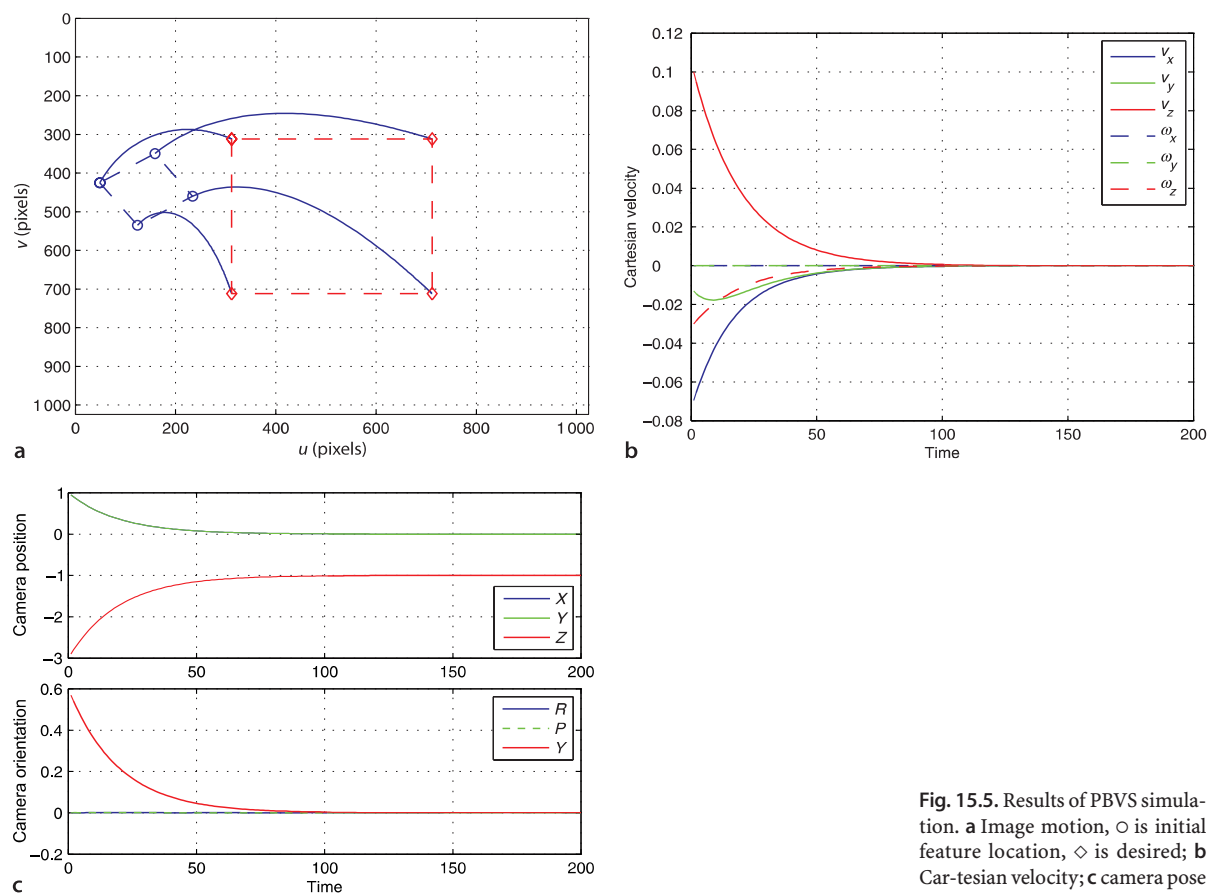 0
100
200
300
400
500
600
700
800
900
1 000
v (pixels)
0 200 400 600 800 1 000
u (pixels)
a
0.12
0.1
0.08
0.06
0.04
0.02
0
−0.02
−0.04
−0.06
−0.08
Cartesian velocity
v_x
v_y
v_z
ω_x
ω_y
ω_z
0 50 100 150 200
Time
b
1
0
−1
−2
−3
Camera position
X
Y
Z
0 50 100 150 200
0.6
0.4
0.2
0
−0.2
Camera orientation
R
P
Y
0 50 100 150 200
Time
c
Fig. 15.5. Results of PBVS simula-
tion. a Image motion, ○ is initial
feature location, ◇ is desired; b
Car-tesian velocity; c camera pose